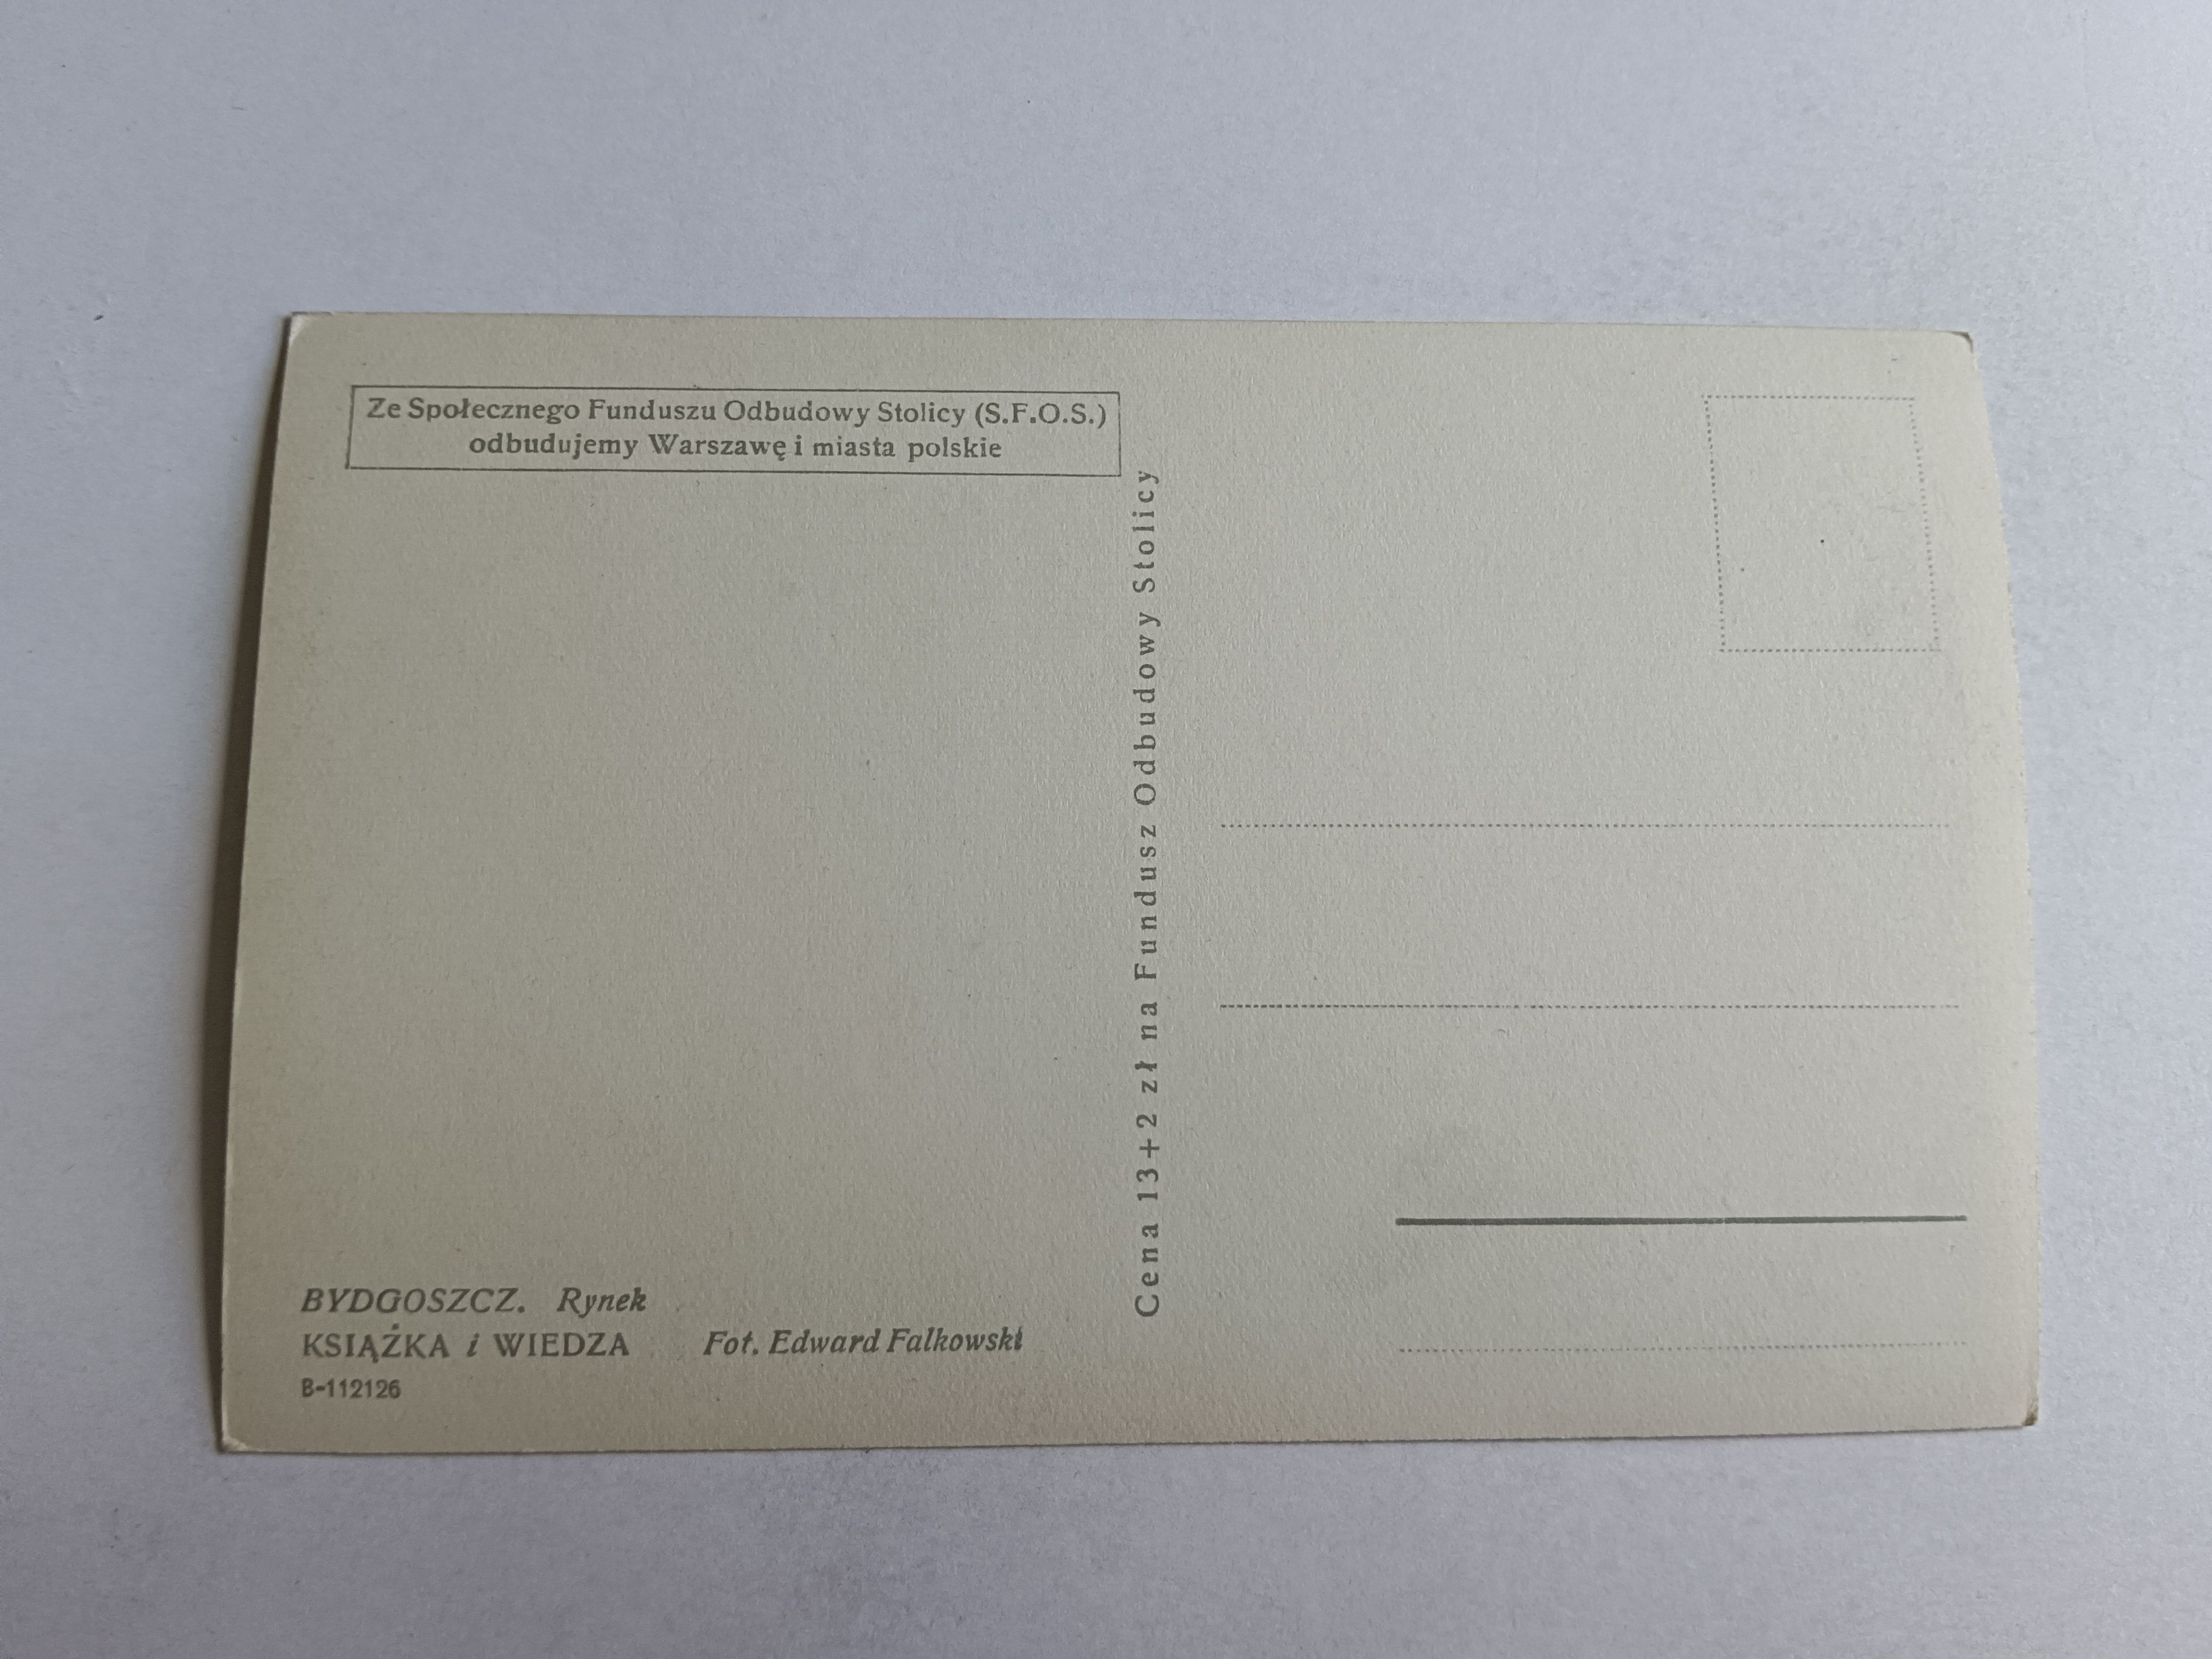 Ze Społecznego Funduszu Odbudowy Stolicy (S.F.O.S.)
odbudujemy Warszawę i miasta polskie
Cena 13+2 zł na Fundusz Odbudowy Stolicy
BYDGOSZCZ. Rynek
KSIĄŻKA i WIEDZA Fot. Edward Falkowski
B-112126